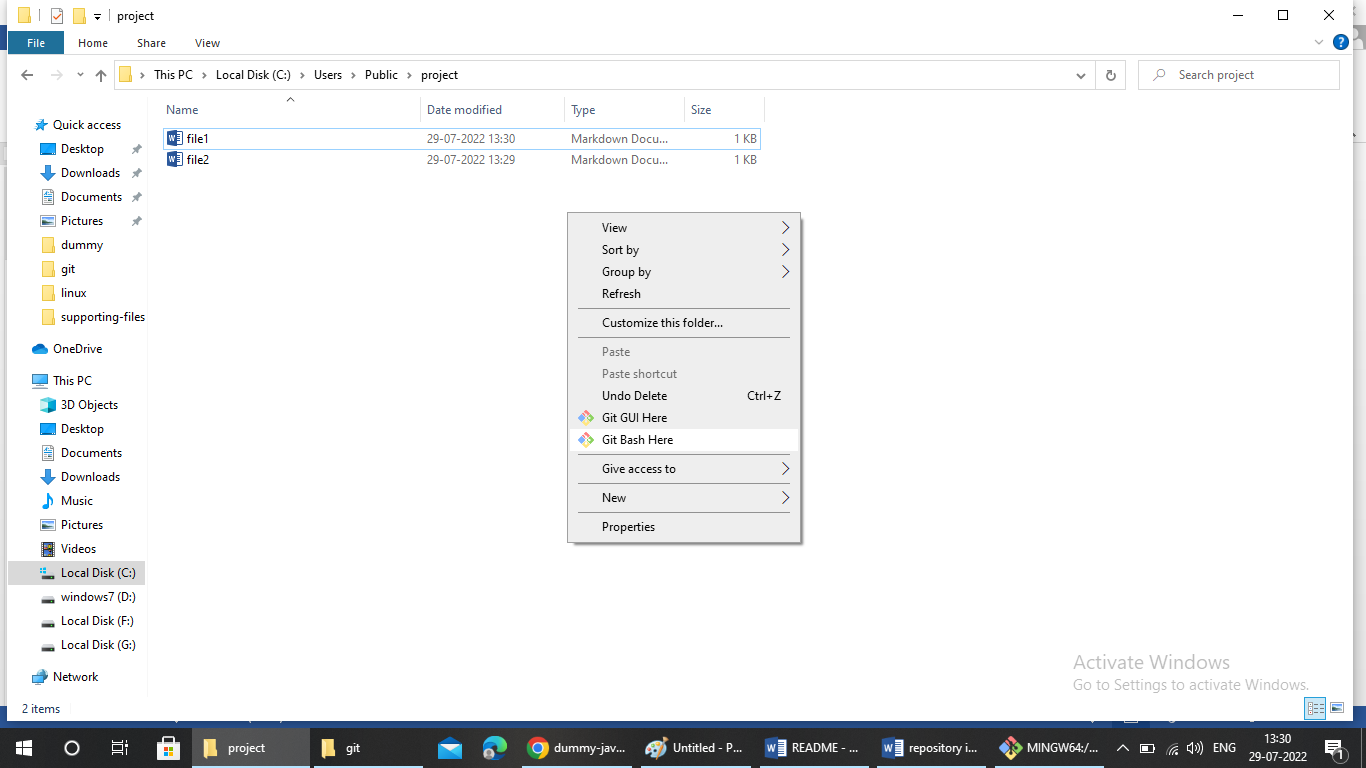 project
File Home Share View
This PC Local Disk (C:) Users Public project
Search project
Name Date modified Type Size
file1 29-07-2022 13:30 Markdown Docu... 1 KB
file2 29-07-2022 13:29 Markdown Docu... 1 KB
Quick access
Desktop
Downloads
Documents
Pictures
dummy
git
linux
supporting-files
OneDrive
This PC
3D Objects
Desktop
Documents
Downloads
Music
Pictures
Videos
Local Disk (C:)
windows7 (D:)
Local Disk (F:)
Local Disk (G:)
Network
View
Sort by
Group by
Refresh
Customize this folder...
Paste
Paste shortcut
Undo Delete Ctrl+Z
Git GUI Here
Git Bash Here
Give access to
New
Properties
Activate Windows
Go to Settings to activate Windows.
2 items
project git dummy-jav... Untitled - P... README - ... repository i... MINGW64:/... ENG
13:30
29-07-2022
1